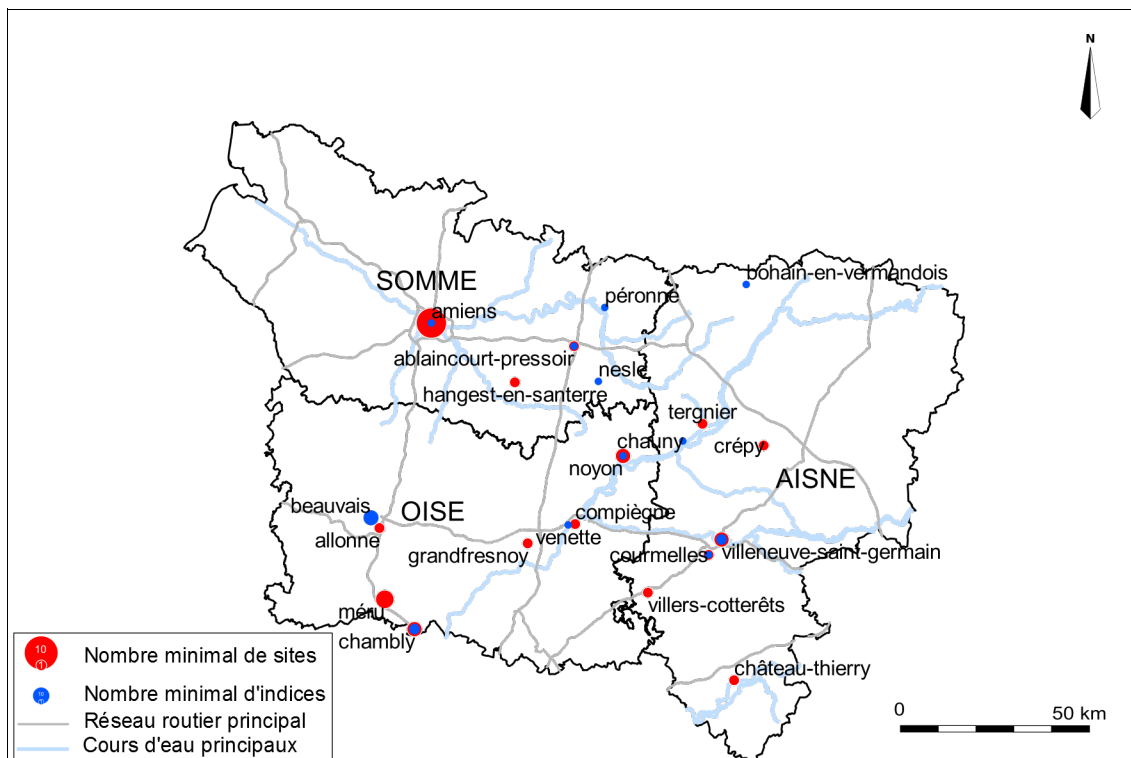 N
bohain-en-vermandois
SOMME
péronne
amiens
ablaincourt-pressoir
nesle
hangest-en-santerre
tergnier
chauny
crépy
noyon
AISNE
beauvais
OISE
compiègne
allonne
venette
grandfresnoy
courmelles
villeneuve-saint-germain
villers-cotterêts
méru
chambly
château-thierry
10
1
Nombre minimal de sites
Nombre minimal d'indices
Réseau routier principal
Cours d'eau principaux
0 50 km